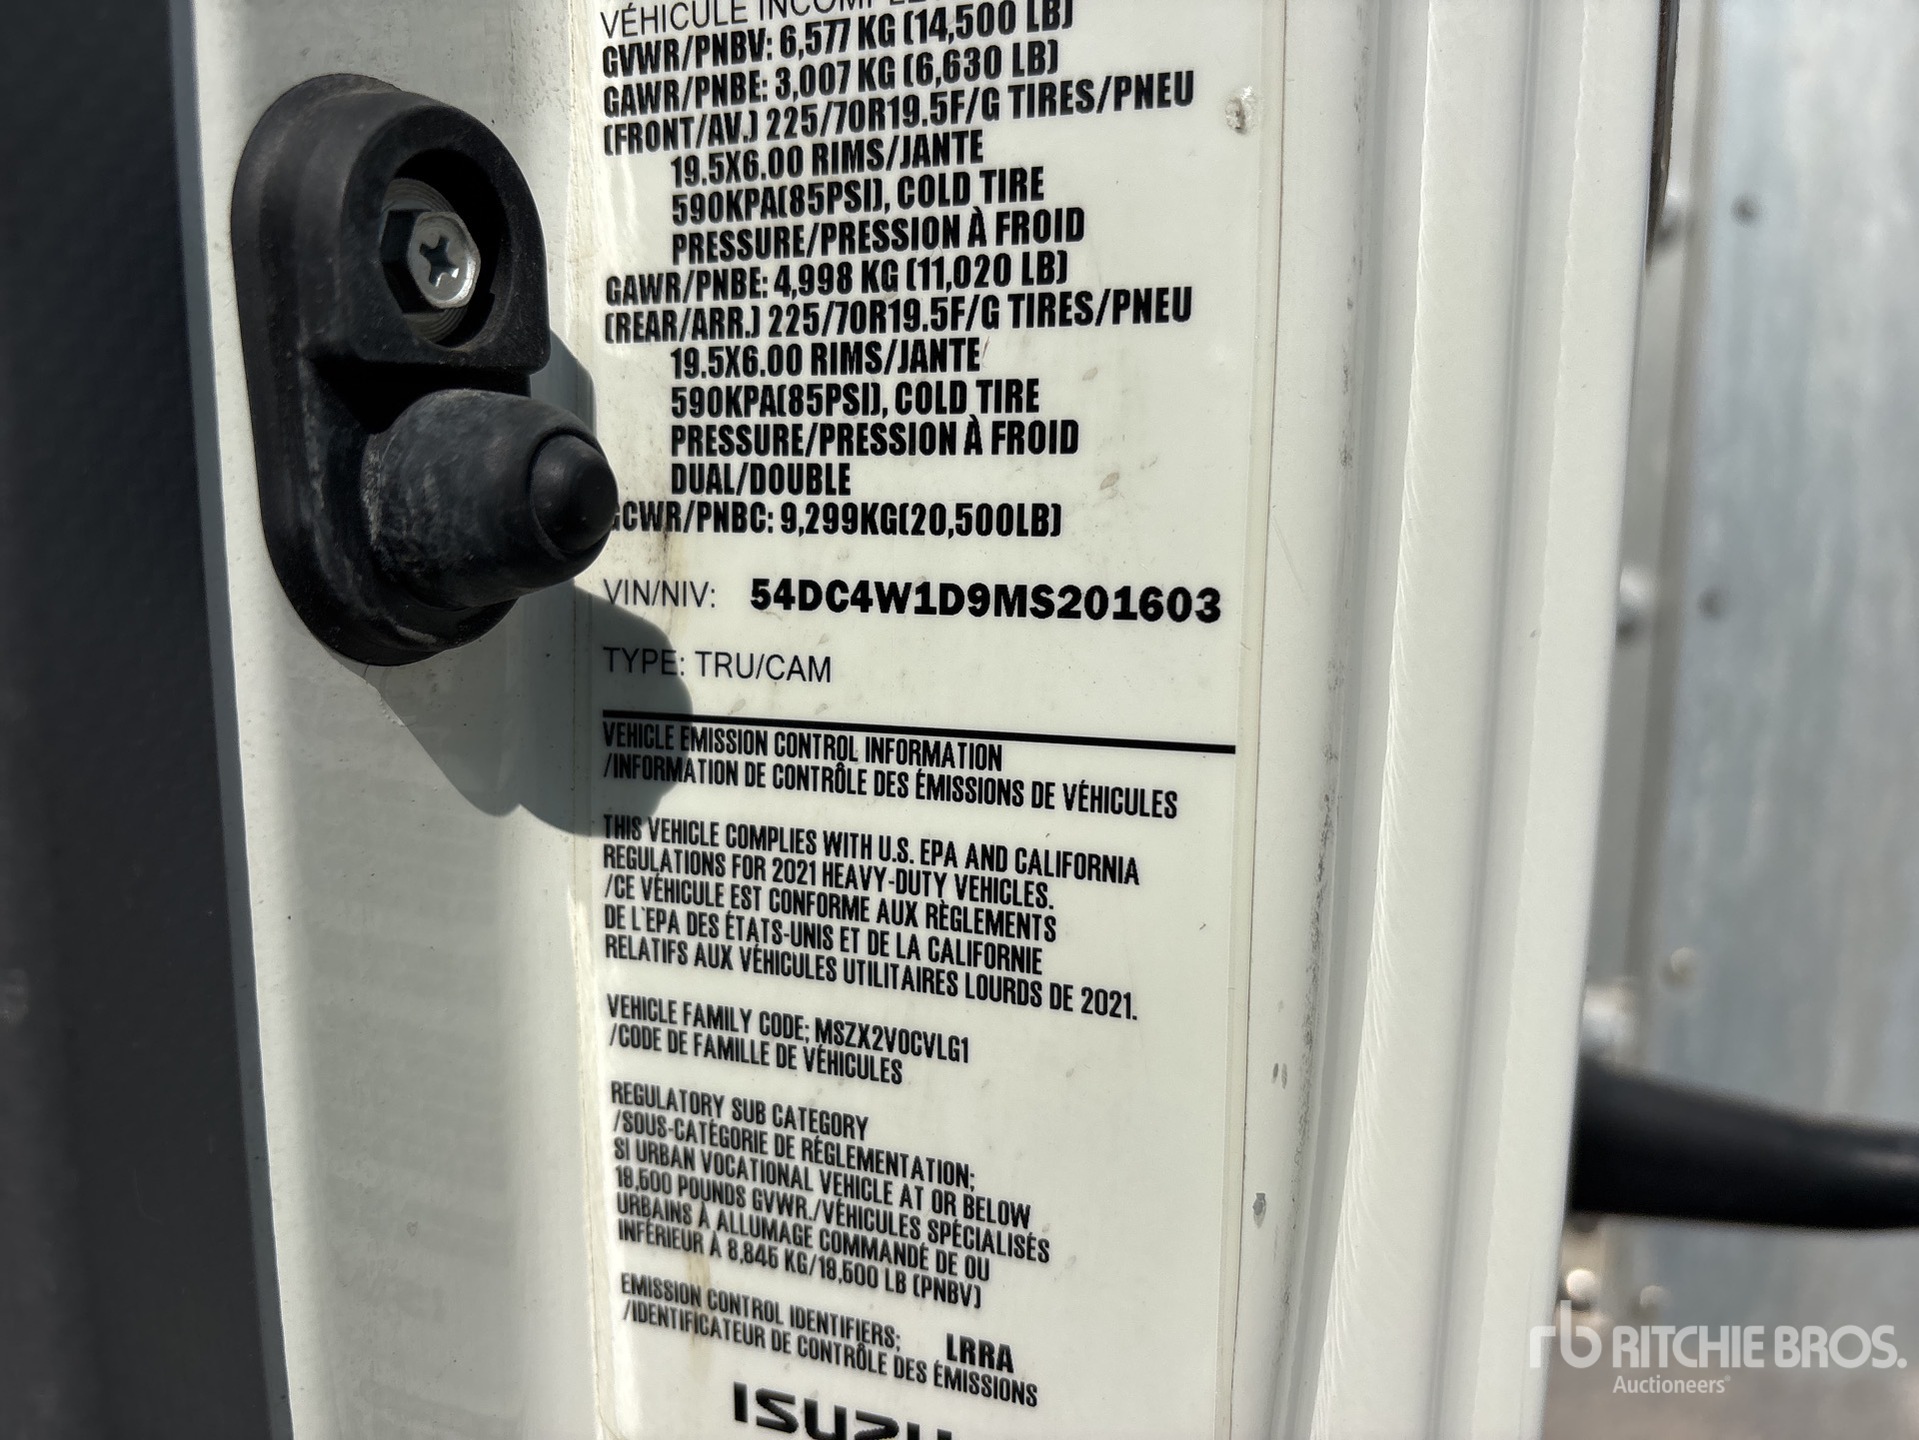 VÉHICULE INCOMPLE
GVWR/PNBV: 6,577 KG (14,500 LB)
GAWR/PNBE: 3,007 KG (6,630 LB)
(FRONT/AV.) 225/70R19.5F/G TIRES/PNEU
19.5X6.00 RIMS/JANTE
590KPA(85PSI), COLD TIRE
PRESSURE/PRESSION À FROID
GAWR/PNBE: 4,998 KG (11,020 LB)
(REAR/ARR.) 225/70R19.5F/G TIRES/PNEU
19.5X6.00 RIMS/JANTE
590KPA(85PSI), COLD TIRE
PRESSURE/PRESSION À FROID
DUAL/DOUBLE
GCWR/PNBC: 9,299KG(20,500LB)
VIN/NIV: 54DC4W1D9MS201603
TYPE: TRU/CAM
VEHICLE EMISSION CONTROL INFORMATION
/INFORMATION DE CONTRÔLE DES ÉMISSIONS DE VÉHICULES
THIS VEHICLE COMPLIES WITH U.S. EPA AND CALIFORNIA
REGULATIONS FOR 2021 HEAVY-DUTY VEHICLES.
/CE VÉHICULE EST CONFORME AUX RÈGLEMENTS
DE L'EPA DES ÉTATS-UNIS ET DE LA CALIFORNIE
RELATIFS AUX VÉHICULES UTILITAIRES LOURDS DE 2021.
VEHICLE FAMILY CODE; MSZX2VOCVLG1
/CODE DE FAMILLE DE VÉHICULES
REGULATORY SUB CATEGORY
/SOUS-CATÉGORIE DE RÉGLEMENTATION;
SI URBAN VOCATIONAL VEHICLE AT OR BELOW
19,500 POUNDS GVWR./VÉHICULES SPÉCIALISÉS
URBAINS À ALLUMAGE COMMANDÉ DE OU
INFÉRIEUR À 8,845 KG/19,500 LB (PNBV)
EMISSION CONTROL IDENTIFIERS; LRRA
/IDENTIFICATEUR DE CONTRÔLE DES ÉMISSIONS
ISUZU
rb RITCHIE BROS.
Auctioneers